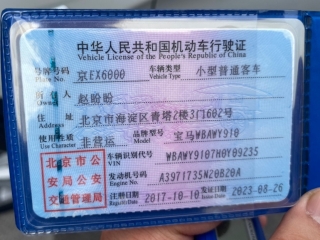 中华人民共和国机动车行驶证
Vehicle License of the People's Republic of China
号牌号码 京EX6000 车辆类型 小型普通客车
Plate No. Vehicle Type
所有人 赵盼盼
Owner
住 址 北京市海淀区青塔2楼3门602号
Address
使用性质 非营运 品牌型号 宝马WBAWY910
Use Character Model
北京市公
安局公安
交通管理局
车辆识别代号 WBAWY9107H0Y09235
VIN
发动机号码 A3971735N20B20A
Engine No.
注册日期 2017-10-10 发证日期 2023-08-26
Register Date Issue Date